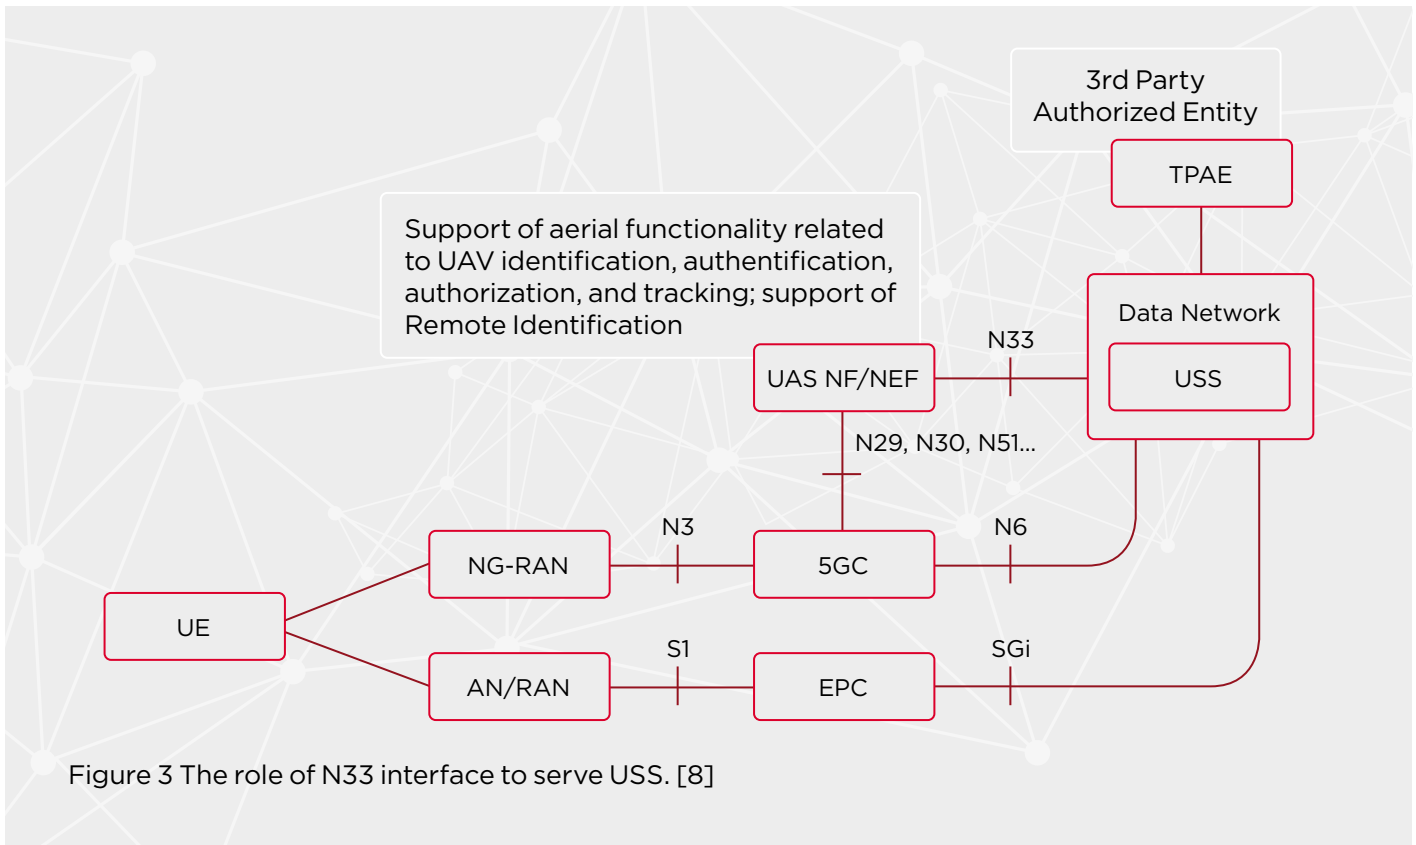 3rd Party
Authorized Entity
TPAE
Support of aerial functionality related
to UAV identification, authentification,
authorization, and tracking; support of
Remote Identification
Data Network
N33
UAS NF/NEF
USS
N29, N30, N51...
N3
N6
NG-RAN
5GC
UE
S1
SGi
AN/RAN
EPC
Figure 3 The role of N33 interface to serve USS. [8]